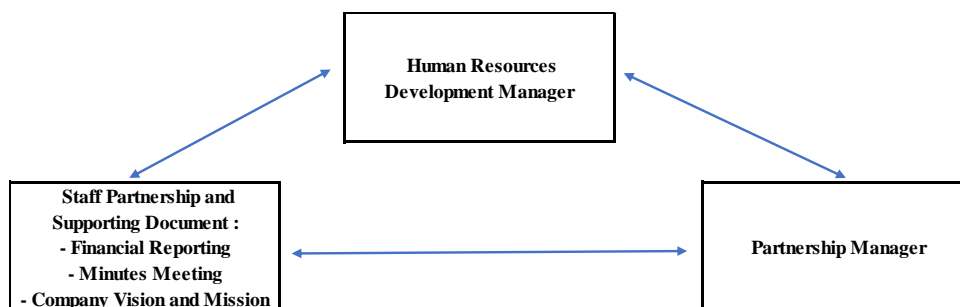 Human Resources
Development Manager
Staff Partnership and
Supporting Document :
- Financial Reporting
- Minutes Meeting
- Company Vision and Mission
Partnership Manager